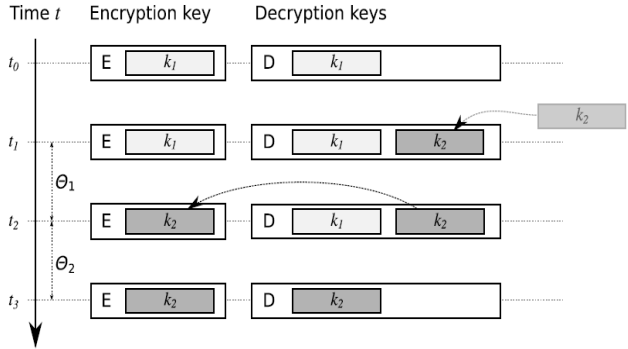 Time t Encryption key Decryption keys
t0 E k1 D k1
k2
t1 E k1 D k1 k2
Θ1
t2 E k2 D k1 k2
Θ2
t3 E k2 D k2